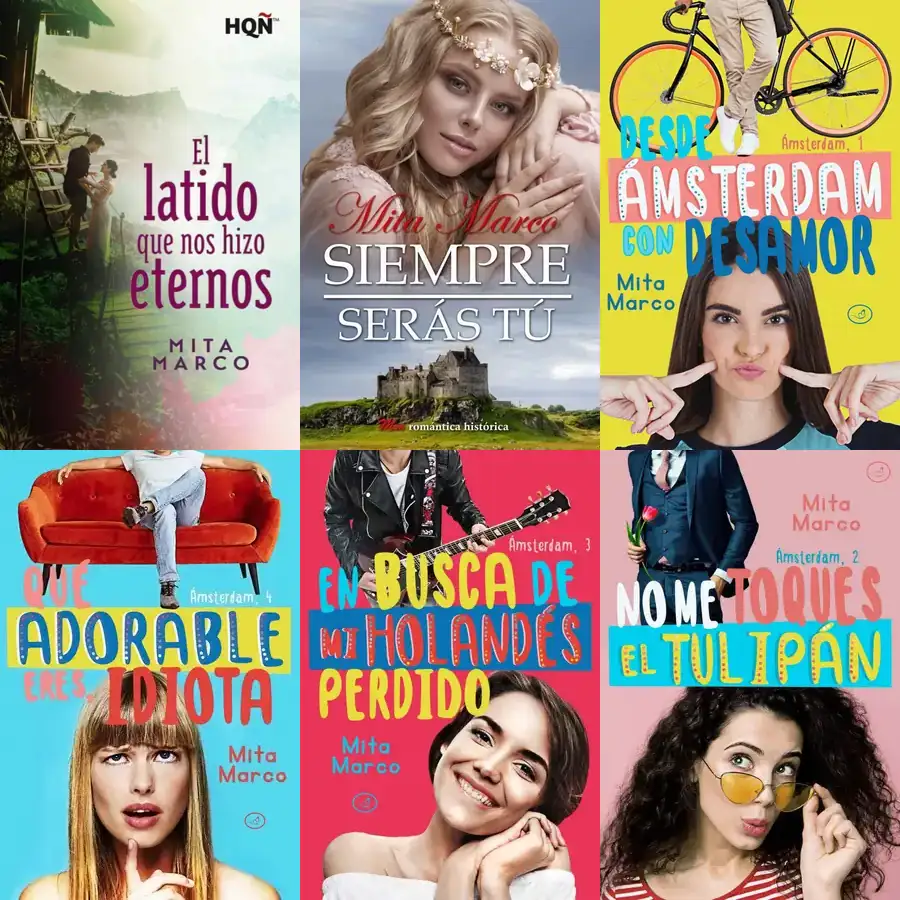 HQÑ™
El
latido
que nos hizo
eternos
MITA
MARCO
Mita Marco
SIEMPRE
SERÁS TÚ
Mia romántica histórica
Ámsterdam, 1
DESDE
ÁMSTERDAM
CON DESAMOR
Mita
Marco
QUÉ
Ámsterdam, 4
ADORABLE
ERES, IDIOTA
Mita
Marco
Ámsterdam, 3
EN BUSCA DE
MI HOLANDÉS
PERDIDO
Mita
Marco
Mita
Marco
Ámsterdam, 2
NO ME TOQUES
EL TULIPÁN